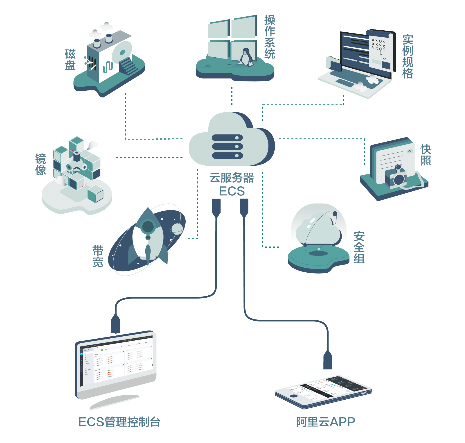 磁盘
操作系统
实例规格
镜像
云服务器
ECS
快照
带宽
安全组
ECS管理控制台
阿里云APP